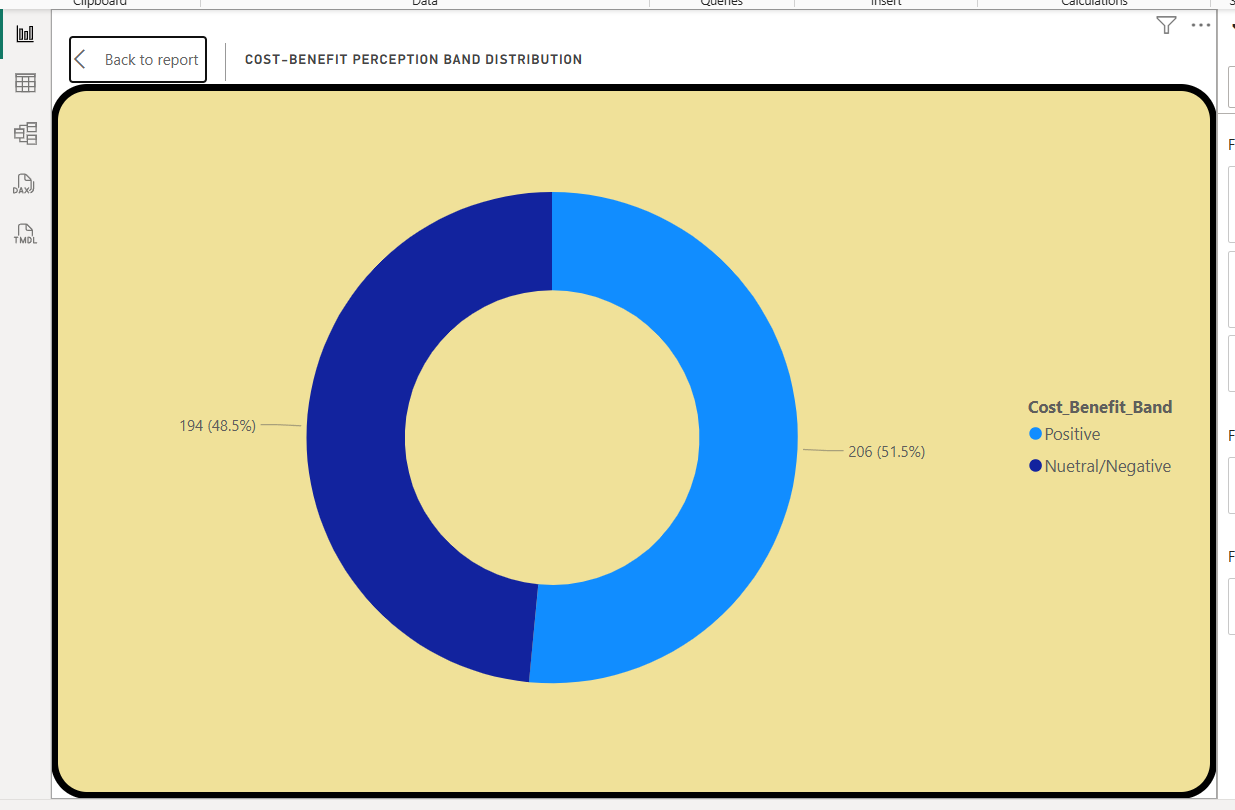 Clipboard Data Queries Insert Calculations
Back to report
COST-BENEFIT PERCEPTION BAND DISTRIBUTION
DAX
TMDL
194 (48.5%)
206 (51.5%)
Cost_Benefit_Band
Positive
Nuetral/Negative